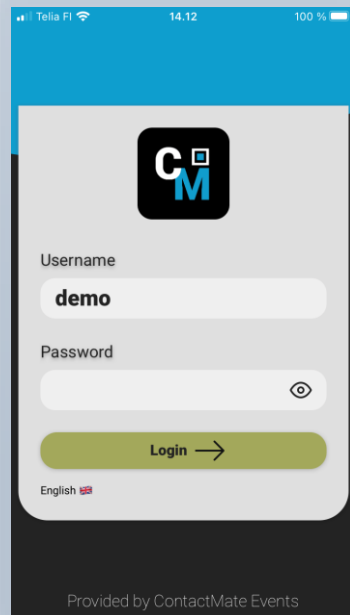 Telia FI 14.12 100 %
CM
Username
demo
Password
Login
English
Provided by ContactMate Events